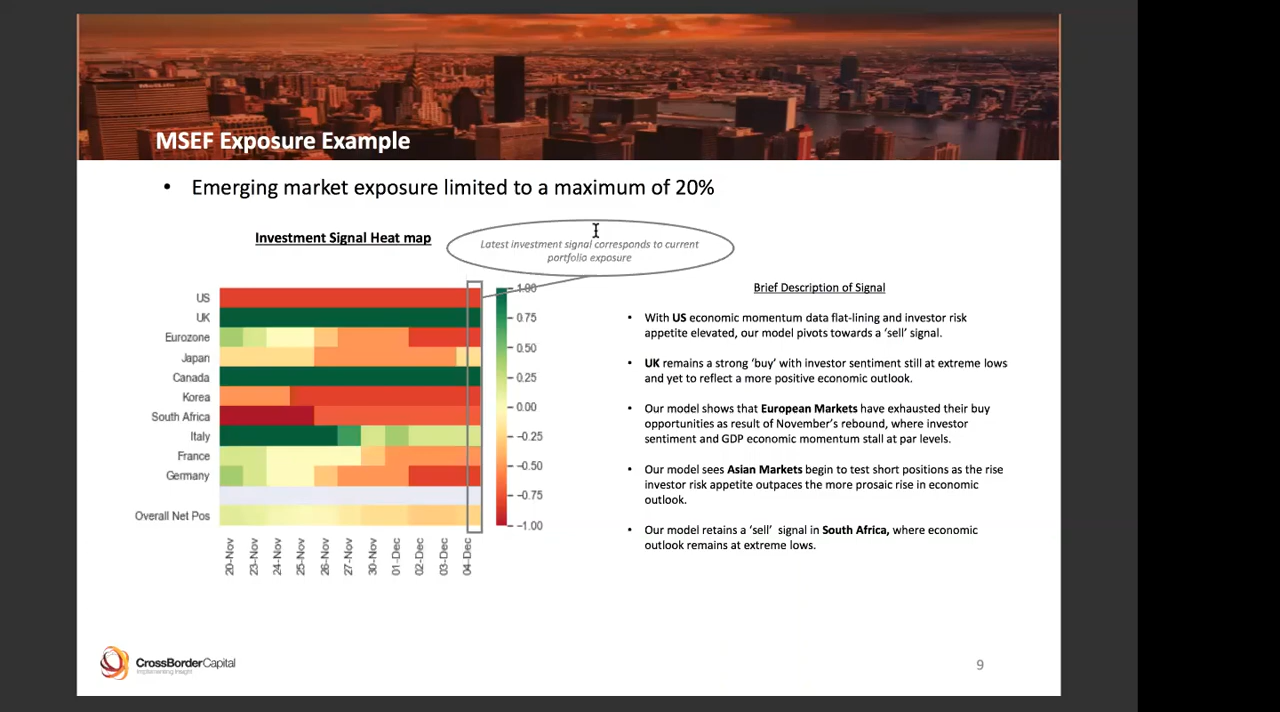 MSEF Exposure Example
• Emerging market exposure limited to a maximum of 20%
Investment Signal Heat map
Latest investment signal corresponds to current
portfolio exposure
US
UK
Eurozone
Japan
Canada
Korea
South Africa
Italy
France
Germany
Overall Net Pos
20-Nov
23-Nov
24-Nov
25-Nov
26-Nov
27-Nov
30-Nov
01-Dec
02-Dec
03-Dec
04-Dec
1.00
0.75
0.50
0.25
0.00
−0.25
−0.50
−0.75
−1.00
Brief Description of Signal
• With US economic momentum data flat-lining and investor risk
appetite elevated, our model pivots towards a ‘sell’ signal.
• UK remains a strong ‘buy’ with investor sentiment still at extreme lows
and yet to reflect a more positive economic outlook.
• Our model shows that European Markets have exhausted their buy
opportunities as result of November’s rebound, where investor
sentiment and GDP economic momentum stall at par levels.
• Our model sees Asian Markets begin to test short positions as the rise
investor risk appetite outpaces the more prosaic rise in economic
outlook.
• Our model retains a ‘sell’ signal in South Africa, where economic
outlook remains at extreme lows.
CrossBorderCapital
Implementing Insight
9